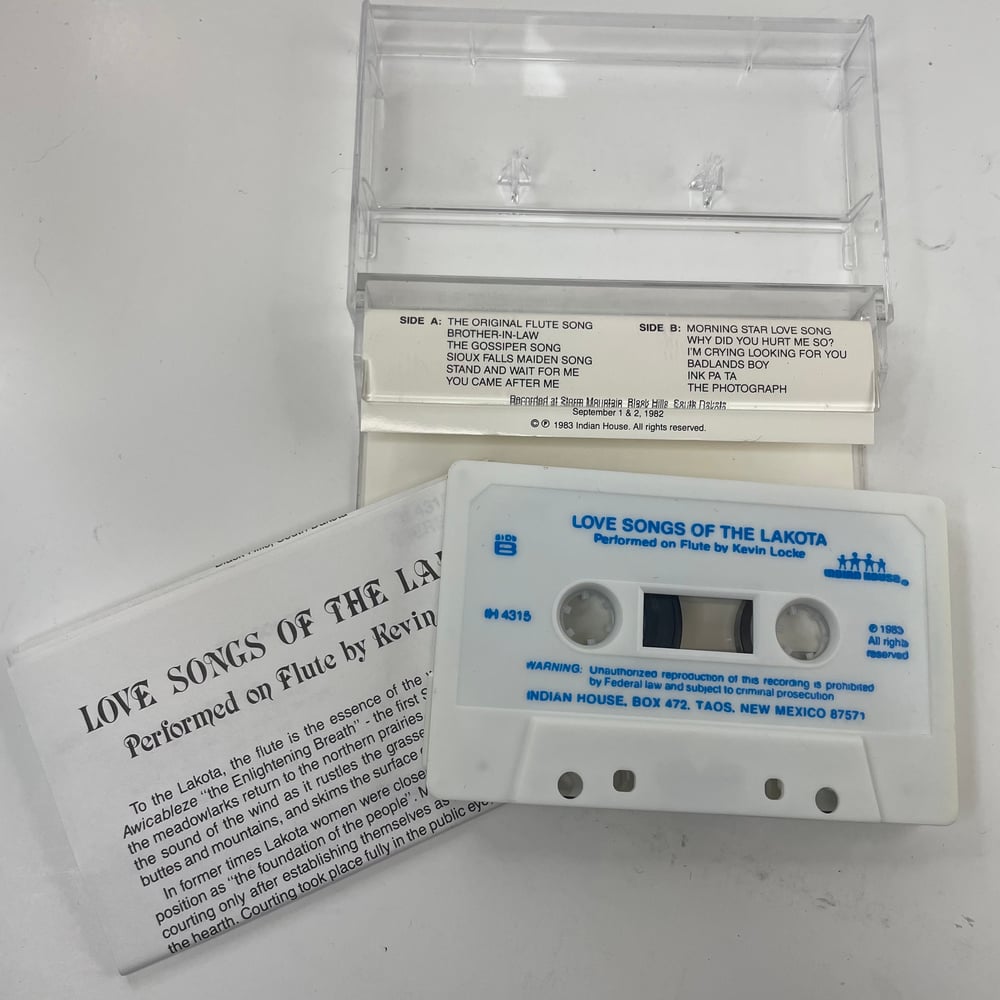 SIDE A: THE ORIGINAL FLUTE SONG
BROTHER-IN-LAW
THE GOSSIPER SONG
SIOUX FALLS MAIDEN SONG
STAND AND WAIT FOR ME
YOU CAME AFTER ME
SIDE B: MORNING STAR LOVE SONG
WHY DID YOU HURT ME SO?
I'M CRYING LOOKING FOR YOU
BADLANDS BOY
INK PA TA
THE PHOTOGRAPH
Recorded at Storm Mountain, Black Hills, South Dakota
September 1 & 2, 1982
© ℗ 1983 Indian House. All rights reserved.
LOVE SONGS OF THE LAKOTA
Performed on Flute by Kevin Locke
SIDE
B
indian house®
IH 4315
℗ 1983
All rights
reserved
WARNING: Unauthorized reproduction of this recording is prohibited
by Federal law and subject to criminal prosecution
INDIAN HOUSE, BOX 472, TAOS, NEW MEXICO 87571
Black Hills, South Dakota
LOVE SONGS OF THE LA
Performed on Flute by Kevin
To the Lakota, the flute is the essence of the
Awicableze "the Enlightening Breath" - the first
the meadowlarks return to the northern prairies
the sound of the wind as it rustles the grasse
buttes and mountains, and skims the surface
In former times Lakota women were close
position as "the foundation of the people".
courting only after establishing themselves as
the hearth. Courting took place fully in the public eye